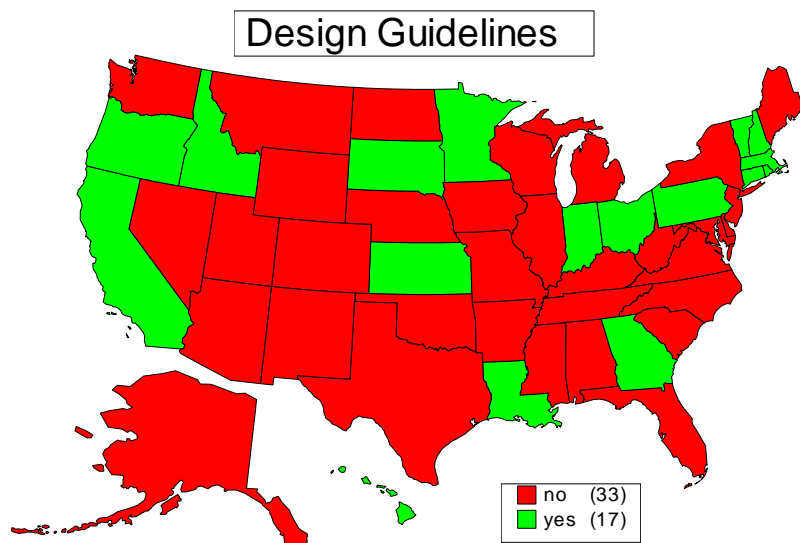 Design Guidelines
no (33)
yes (17)